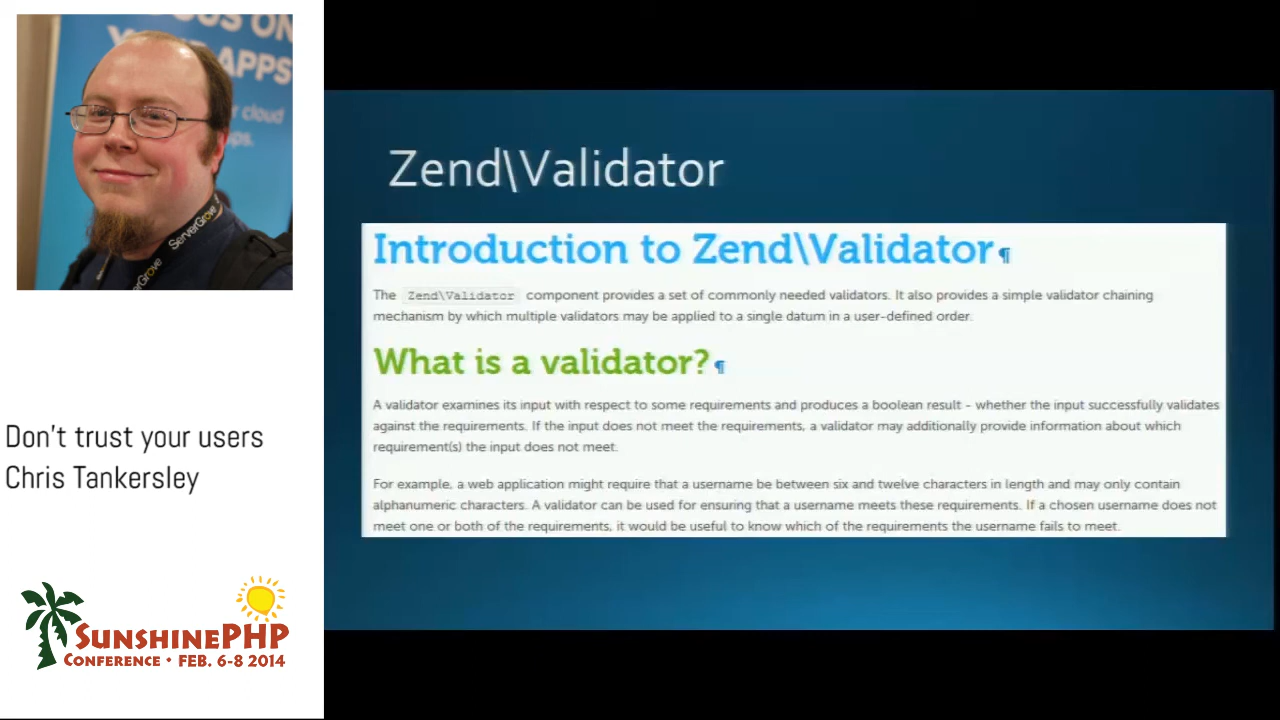 OUS ON
YOUR APPS
r cloud
ps.
ServerGrove
Don't trust your users
Chris Tankersley
SUNSHINEPHP
CONFERENCE • FEB. 6-8 2014
Zend\Validator
Introduction to Zend\Validator¶
The Zend\Validator component provides a set of commonly needed validators. It also provides a simple validator chaining
mechanism by which multiple validators may be applied to a single datum in a user-defined order.
What is a validator?¶
A validator examines its input with respect to some requirements and produces a boolean result - whether the input successfully validates
against the requirements. If the input does not meet the requirements, a validator may additionally provide information about which
requirement(s) the input does not meet.
For example, a web application might require that a username be between six and twelve characters in length and may only contain
alphanumeric characters. A validator can be used for ensuring that a username meets these requirements. If a chosen username does not
meet one or both of the requirements, it would be useful to know which of the requirements the username fails to meet.